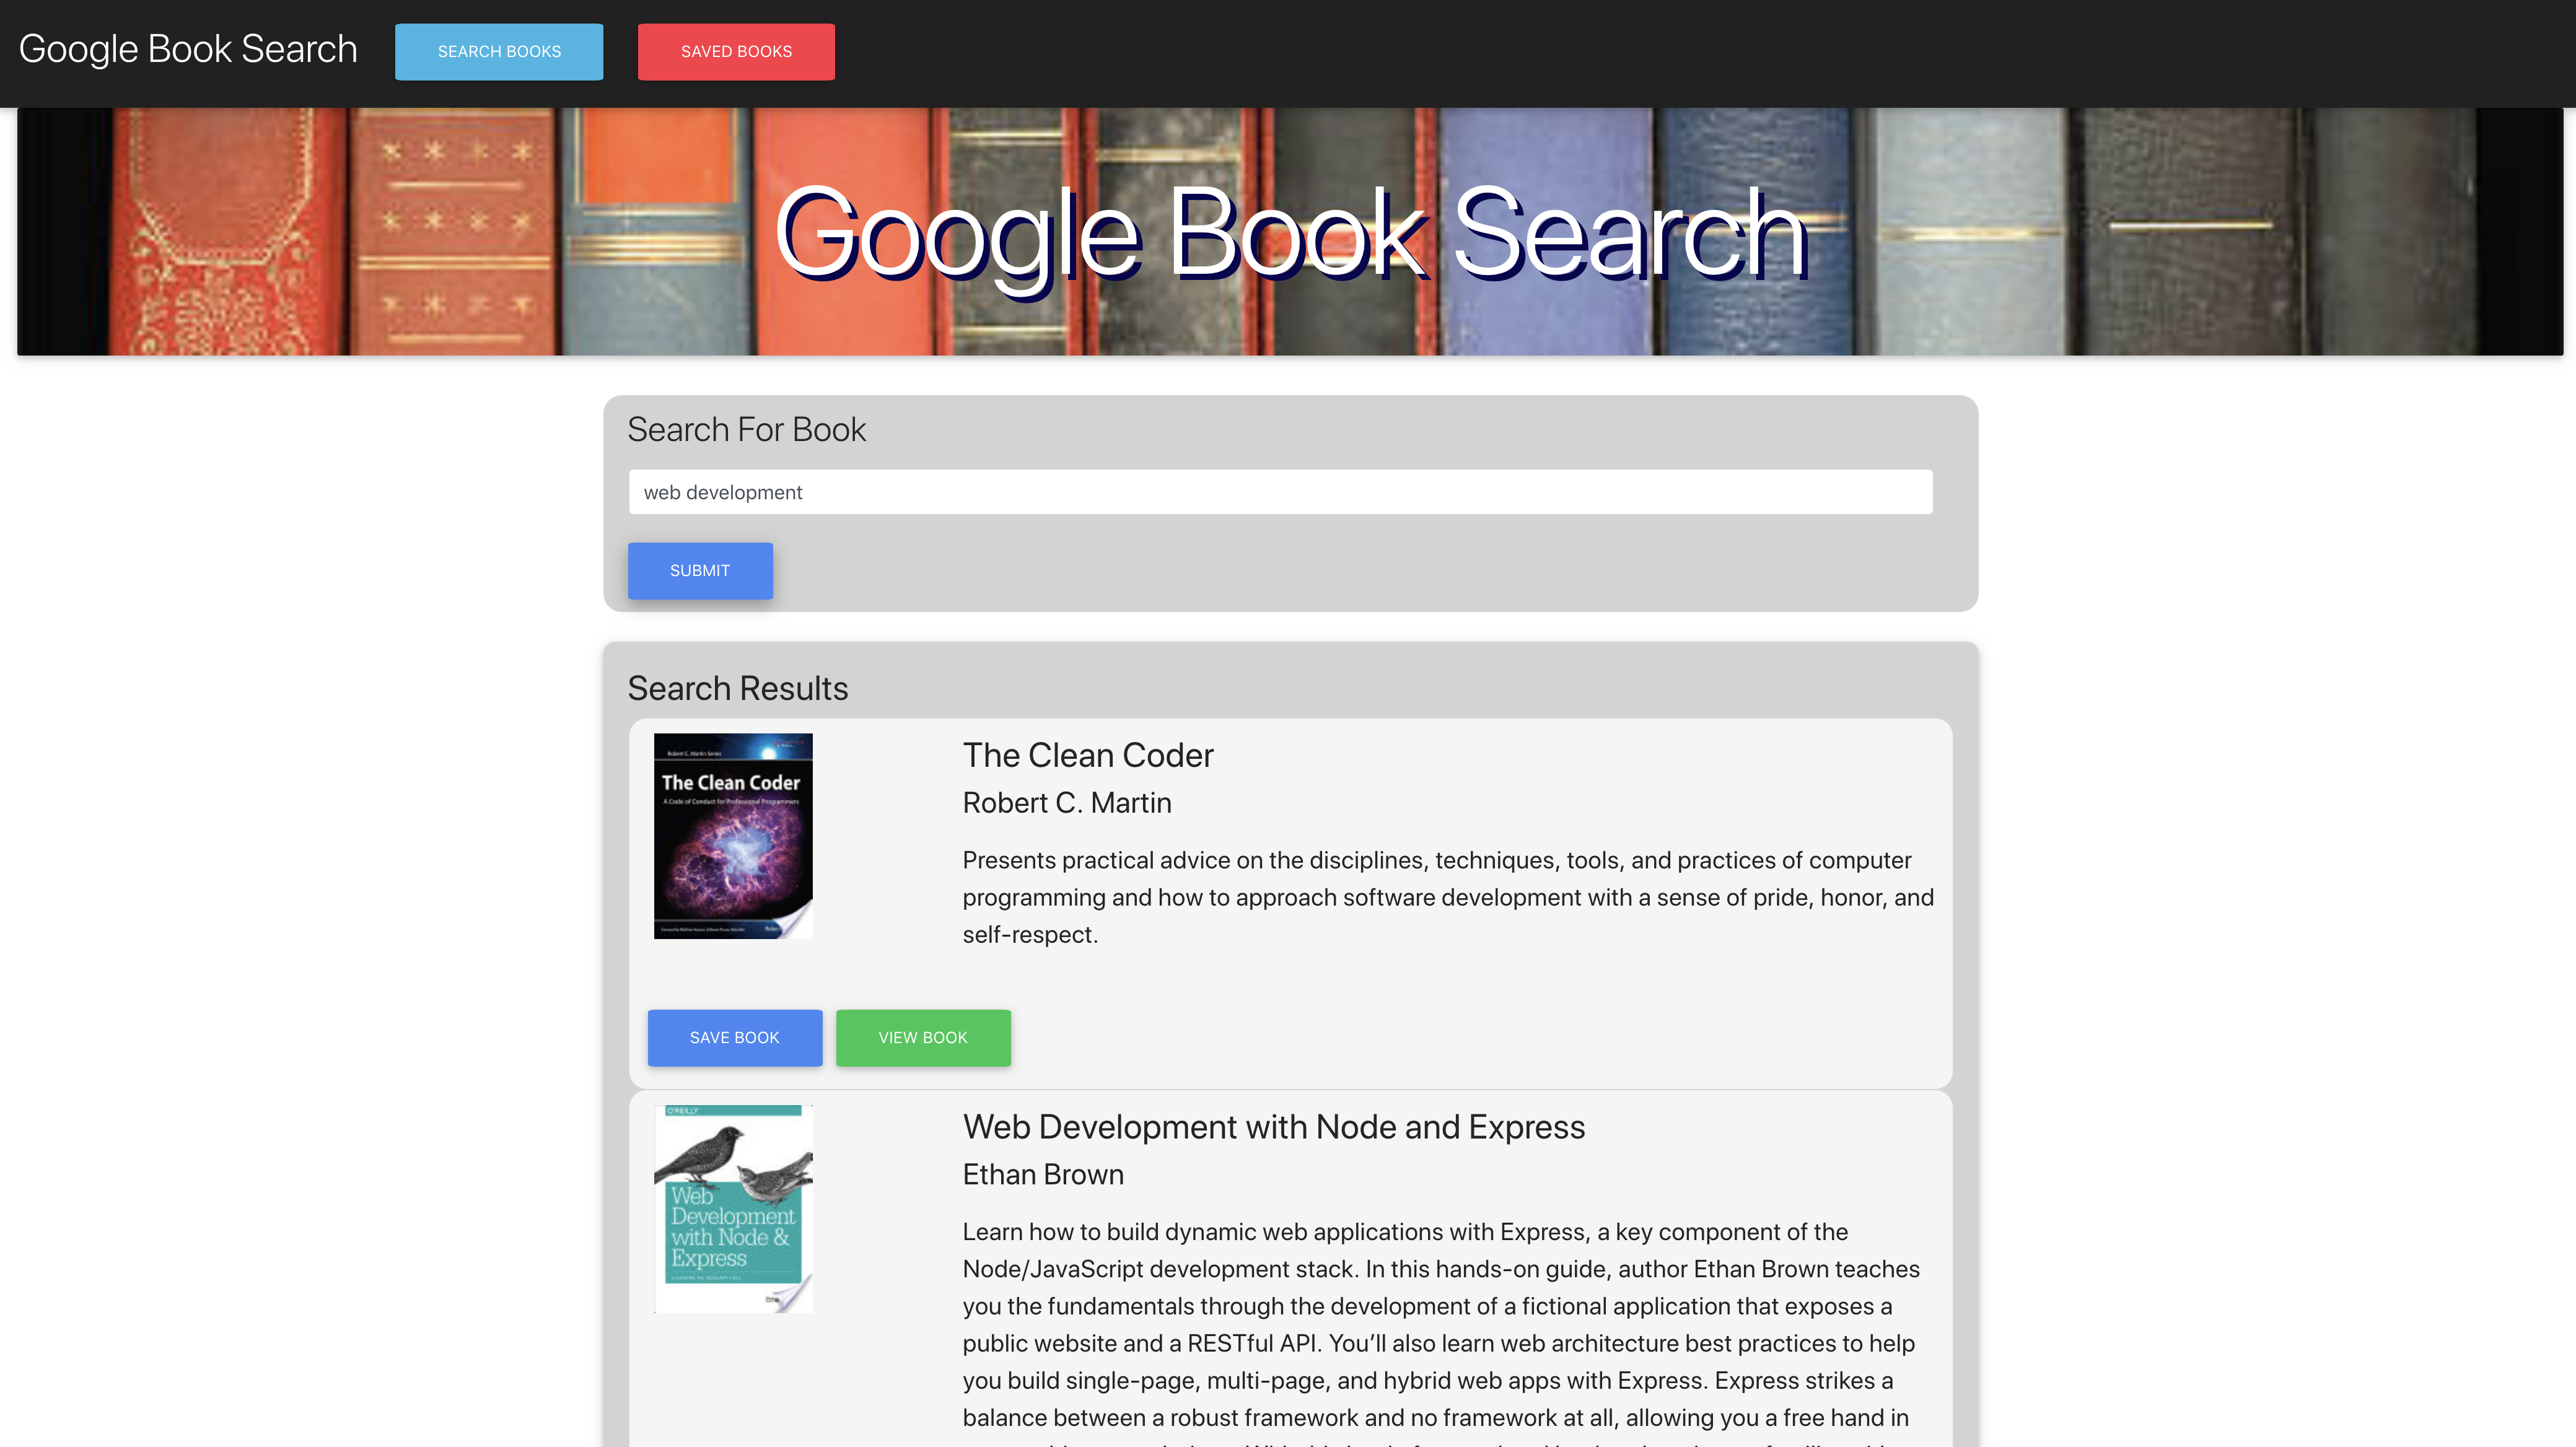 Google Book Search
SEARCH BOOKS
SAVED BOOKS
Google Book Search
Search For Book
web development
SUBMIT
Search Results
Robert C. Martin Series
The Clean Coder
A Code of Conduct for Professional Programmers
The Clean Coder
Robert C. Martin
Presents practical advice on the disciplines, techniques, tools, and practices of computer
programming and how to approach software development with a sense of pride, honor, and
self-respect.
SAVE BOOK
VIEW BOOK
O'REILLY
Web
Development
with Node &
Express
Web Development with Node and Express
Ethan Brown
Learn how to build dynamic web applications with Express, a key component of the
Node/JavaScript development stack. In this hands-on guide, author Ethan Brown teaches
you the fundamentals through the development of a fictional application that exposes a
public website and a RESTful API. You’ll also learn web architecture best practices to help
you build single-page, multi-page, and hybrid web apps with Express. Express strikes a
balance between a robust framework and no framework at all, allowing you a free hand in